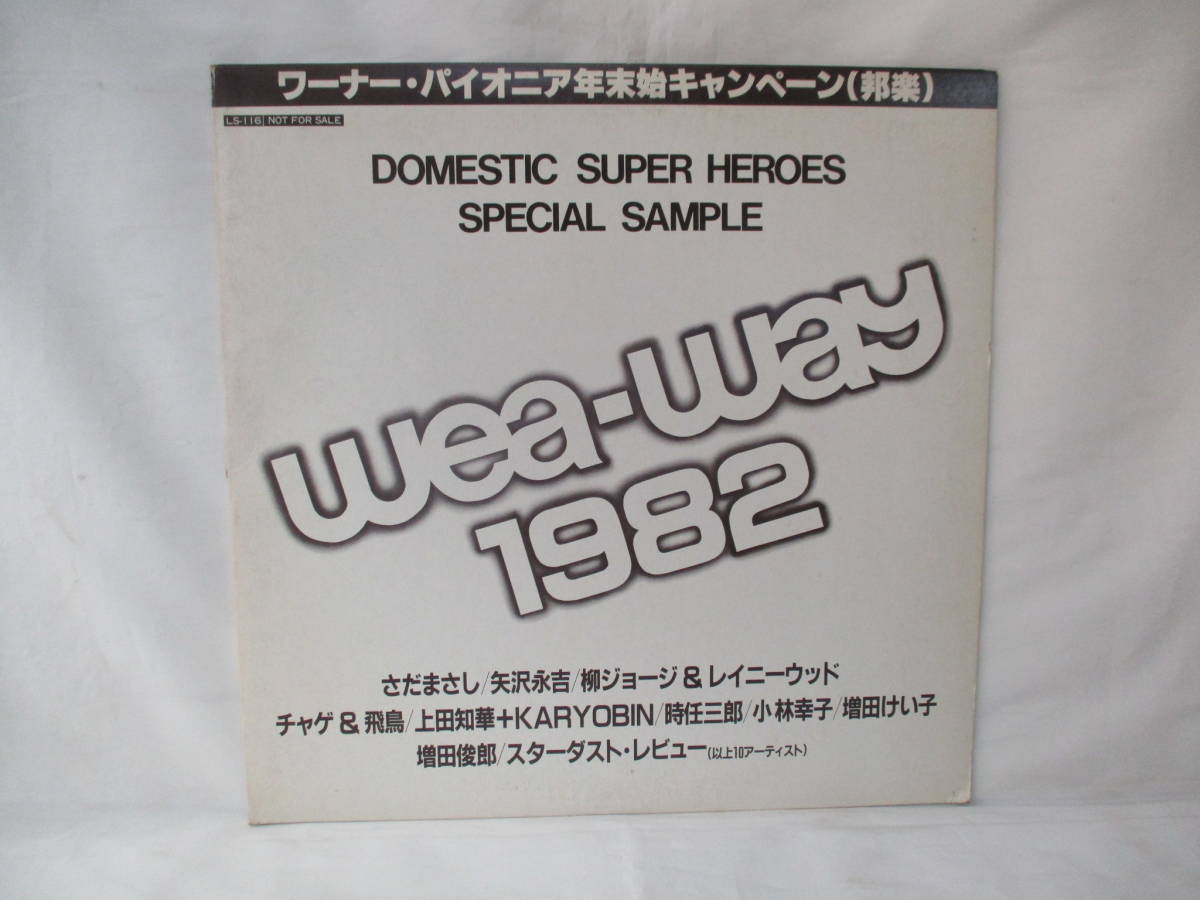 ワーナー・パイオニア年末始キャンペーン(邦楽)
LS-116 | NOT FOR SALE
DOMESTIC SUPER HEROES
SPECIAL SAMPLE
wea-way
1982
さだまさし/矢沢永吉/柳ジョージ&レイニーウッド
チャゲ&飛鳥/上田知華+KARYOBIN/時任三郎/小林幸子/増田けい子
増田俊郎/スターダスト・レビュー(以上10アーティスト)